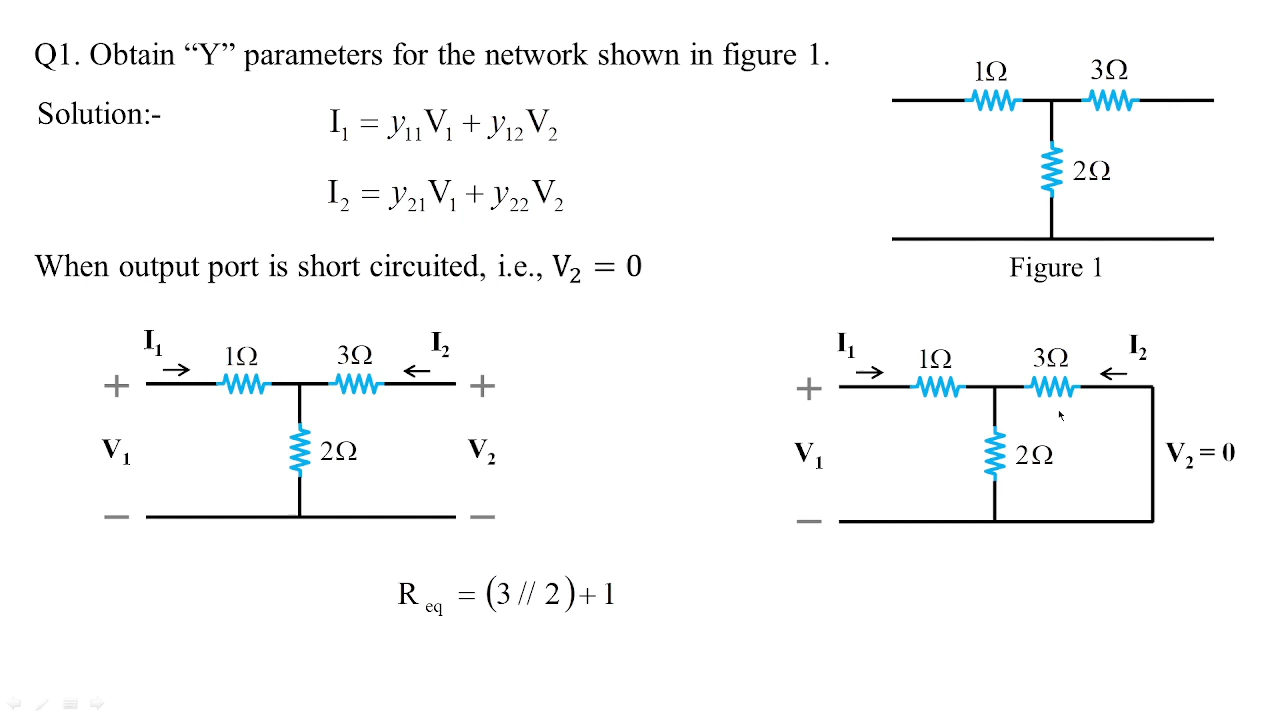 Q1. Obtain “Y” parameters for the network shown in figure 1.
Solution:-
I₁ = y₁₁V₁ + y₁₂V₂
I₂ = y₂₁V₁ + y₂₂V₂
1Ω 3Ω
2Ω
Figure 1
When output port is short circuited, i.e., V₂ = 0
I₁ 1Ω 3Ω I₂
+ +
V₁ 2Ω V₂
− −
I₁ 1Ω 3Ω I₂
+
V₁ 2Ω V₂ = 0
−
R eq = (3 // 2) + 1